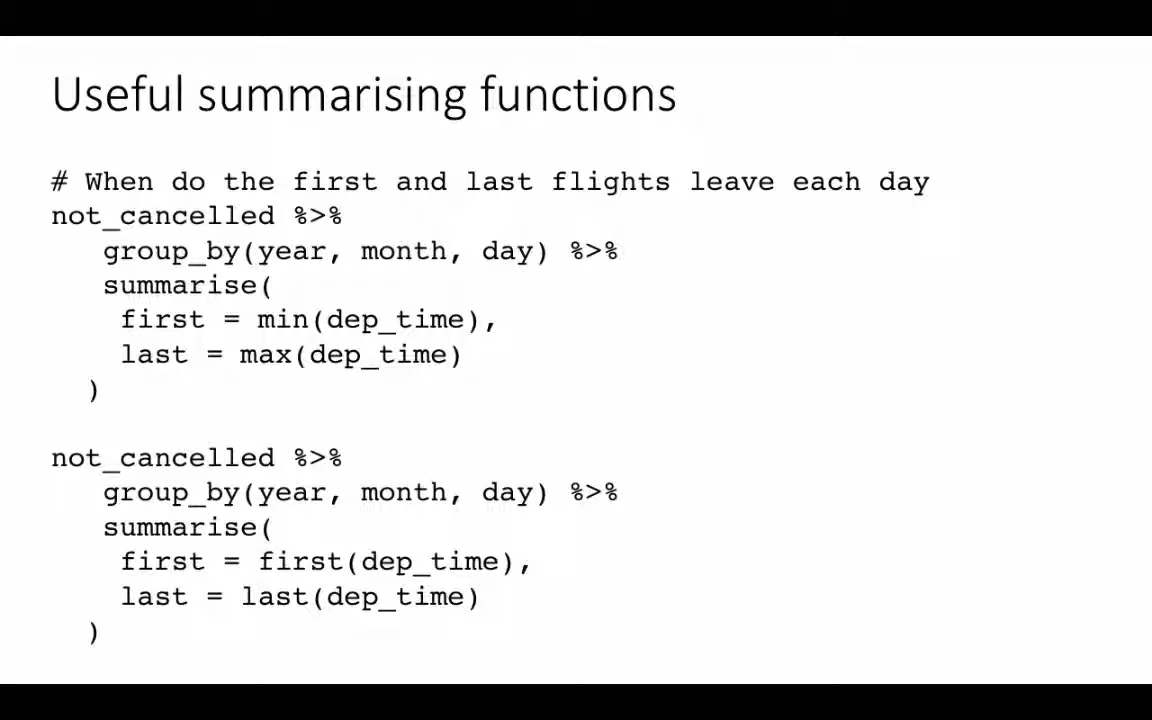 Useful summarising functions
# When do the first and last flights leave each day
not_cancelled %>%
group_by(year, month, day) %>%
summarise(
first = min(dep_time),
last = max(dep_time)
)
not_cancelled %>%
group_by(year, month, day) %>%
summarise(
first = first(dep_time),
last = last(dep_time)
)